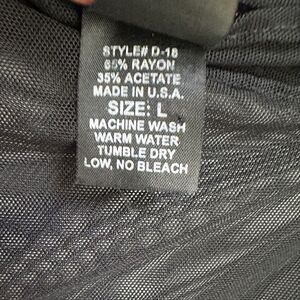 STYLE# D-18
65% RAYON
35% ACETATE
MADE IN U.S.A.
SIZE: L
MACHINE WASH
WARM WATER
TUMBLE DRY
LOW, NO BLEACH